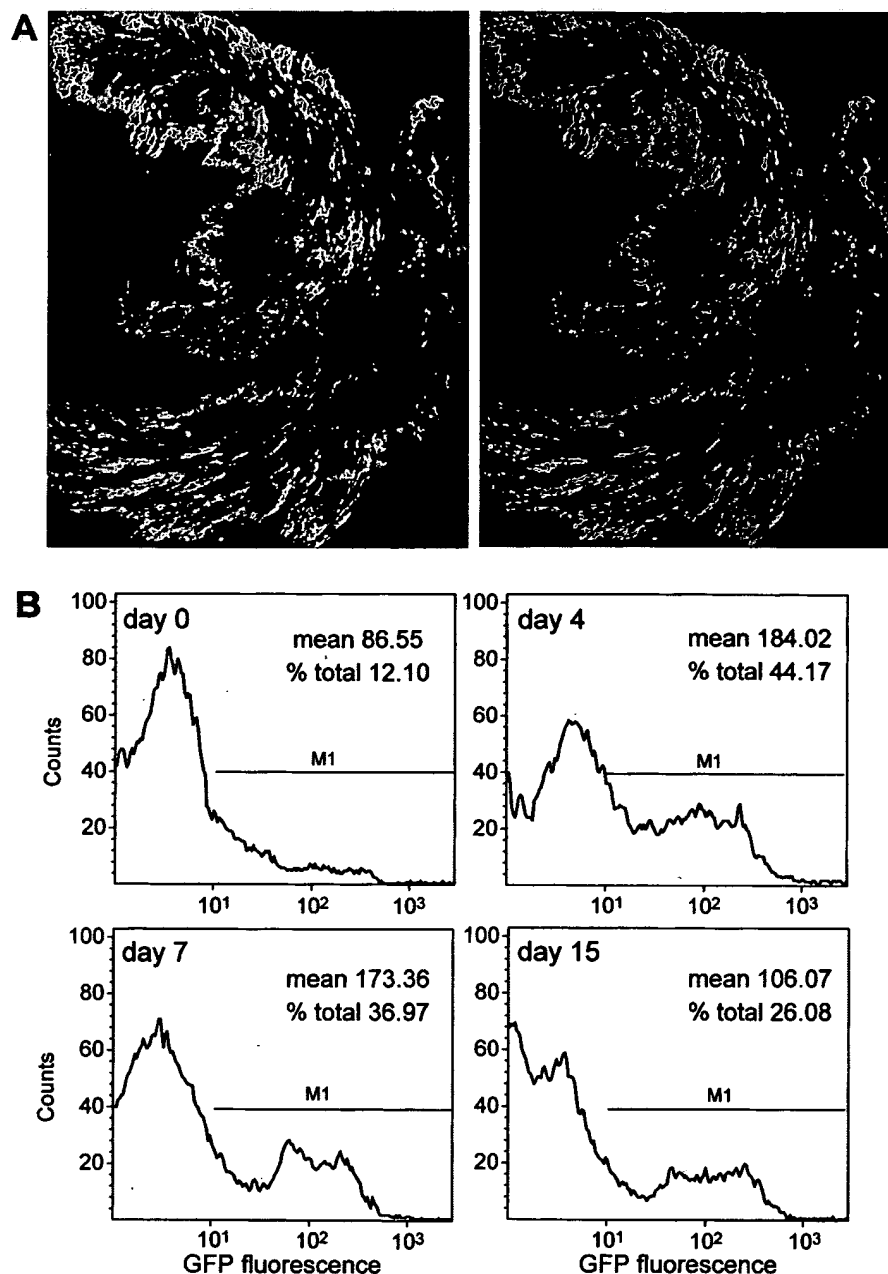 A
B
day 0
mean 86.55
% total 12.10
M1
Counts
100
80
60
40
20
10¹ 10² 10³
day 4
mean 184.02
% total 44.17
M1
100
80
60
40
20
10¹ 10² 10³
day 7
mean 173.36
% total 36.97
M1
Counts
100
80
60
40
20
10¹ 10² 10³
GFP fluorescence
day 15
mean 106.07
% total 26.08
M1
100
80
60
40
20
10¹ 10² 10³
GFP fluorescence